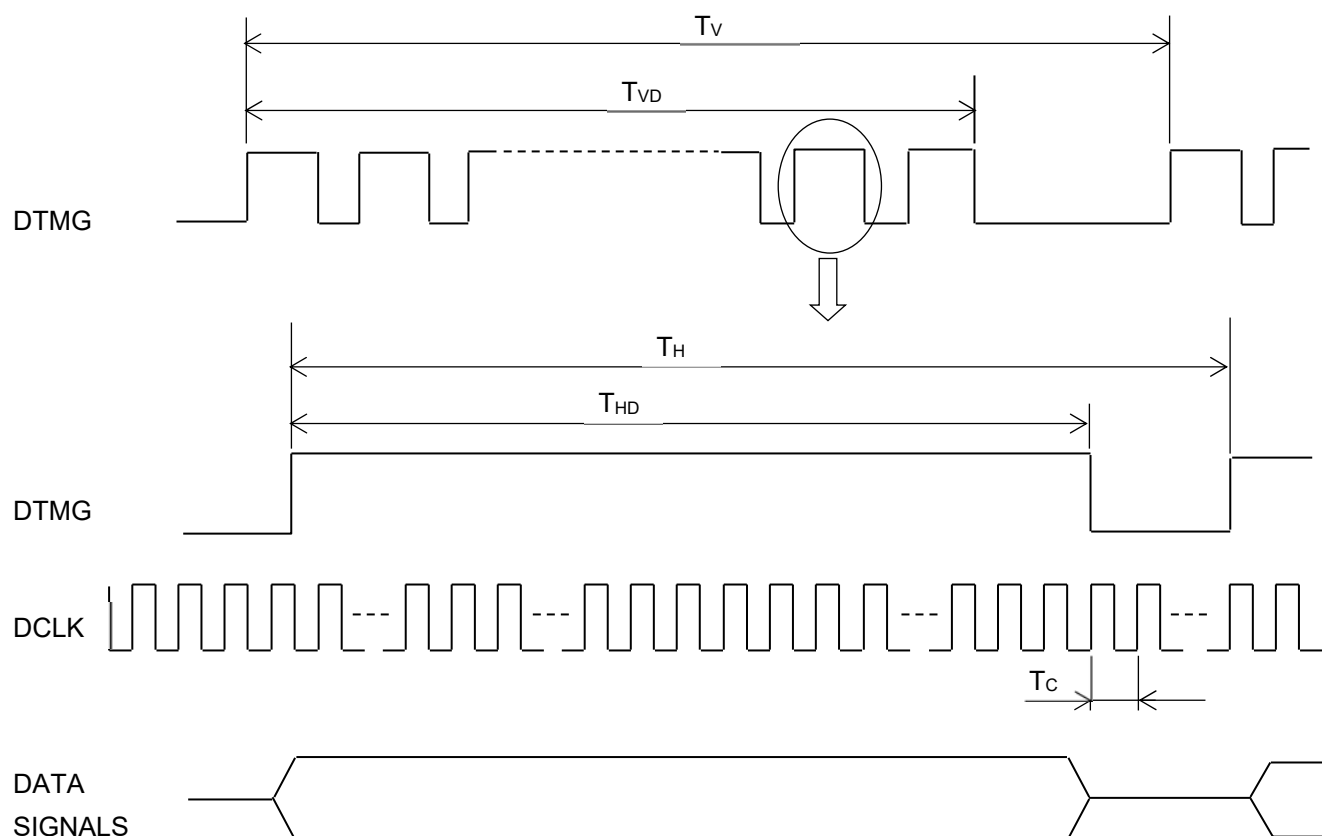 TV
TVD
DTMG
TH
THD
DTMG
DCLK
TC
DATA
SIGNALS